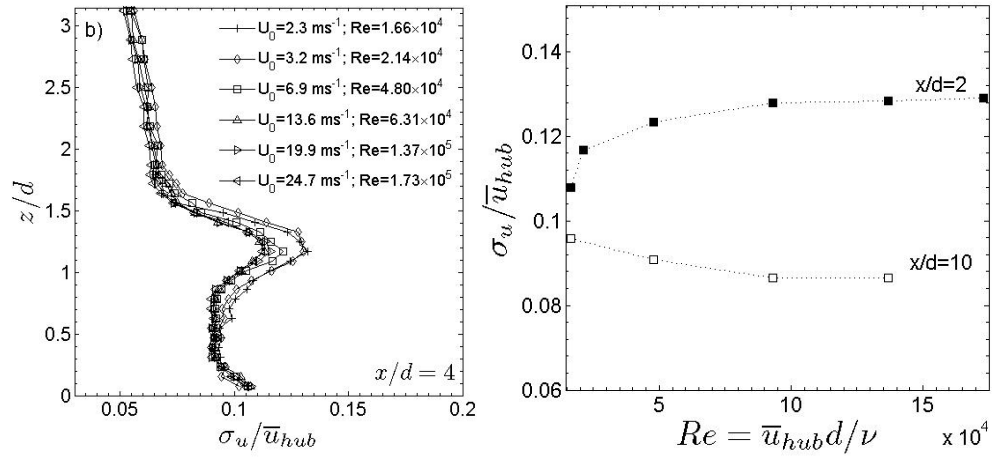 b)
U₀=2.3 ms⁻¹; Re=1.66×10⁴
U₀=3.2 ms⁻¹; Re=2.14×10⁴
U₀=6.9 ms⁻¹; Re=4.80×10⁴
U₀=13.6 ms⁻¹; Re=6.31×10⁴
U₀=19.9 ms⁻¹; Re=1.37×10⁵
U₀=24.7 ms⁻¹; Re=1.73×10⁵
3
2.5
2
1.5
1
0.5
0
z/d
x/d = 4
0.05 0.1 0.15 0.2
σᵤ/u̅ₕᵤb
0.14
0.12
0.1
0.08
0.06
σᵤ/u̅ₕᵤb
x/d=2
x/d=10
5 10 15
x 10⁴
Re = u̅ₕᵤb d/ν